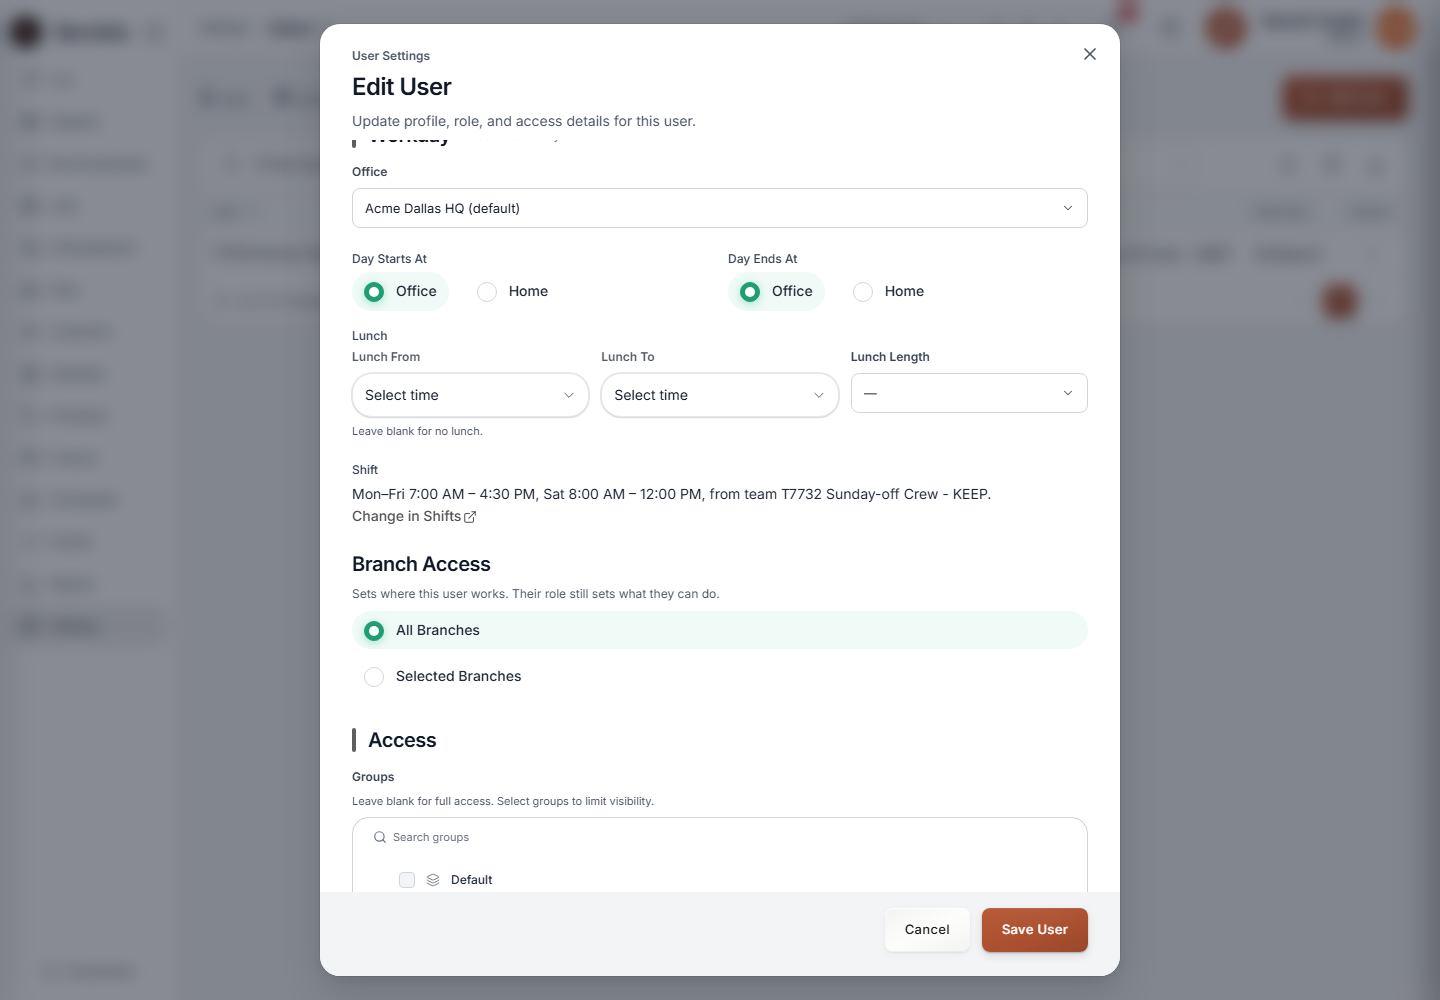 User Settings
Edit User
Update profile, role, and access details for this user.
Workday
Office
Acme Dallas HQ (default)
Day Starts At
Day Ends At
Office
Home
Office
Home
Lunch
Lunch From
Lunch To
Lunch Length
Select time
Select time
—
Leave blank for no lunch.
Shift
Mon–Fri 7:00 AM – 4:30 PM, Sat 8:00 AM – 12:00 PM, from team T7732 Sunday-off Crew - KEEP.
Change in Shifts
Branch Access
Sets where this user works. Their role still sets what they can do.
All Branches
Selected Branches
Access
Groups
Leave blank for full access. Select groups to limit visibility.
Search groups
Default
Cancel
Save User